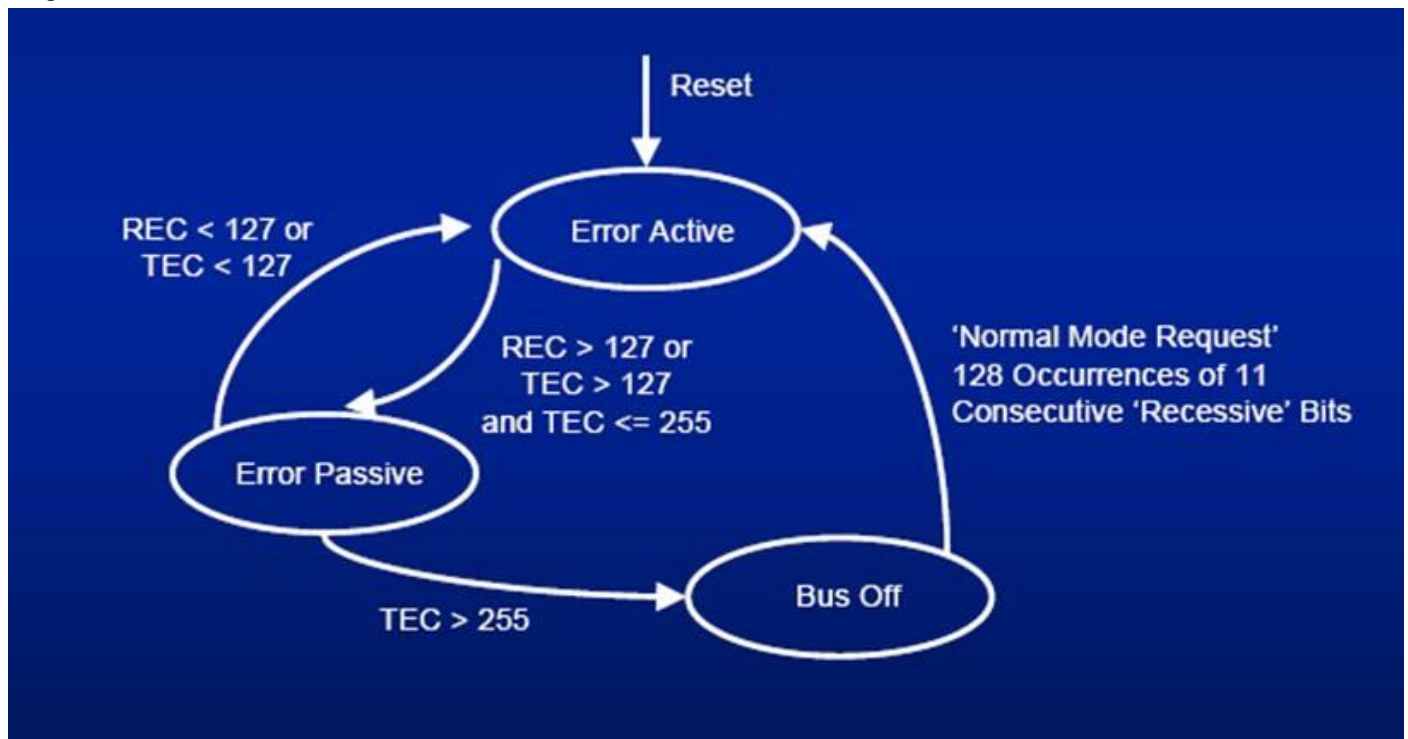 Reset
Error Active
REC < 127 or
TEC < 127
REC > 127 or
TEC > 127
and TEC <= 255
'Normal Mode Request'
128 Occurrences of 11
Consecutive 'Recessive' Bits
Error Passive
Bus Off
TEC > 255